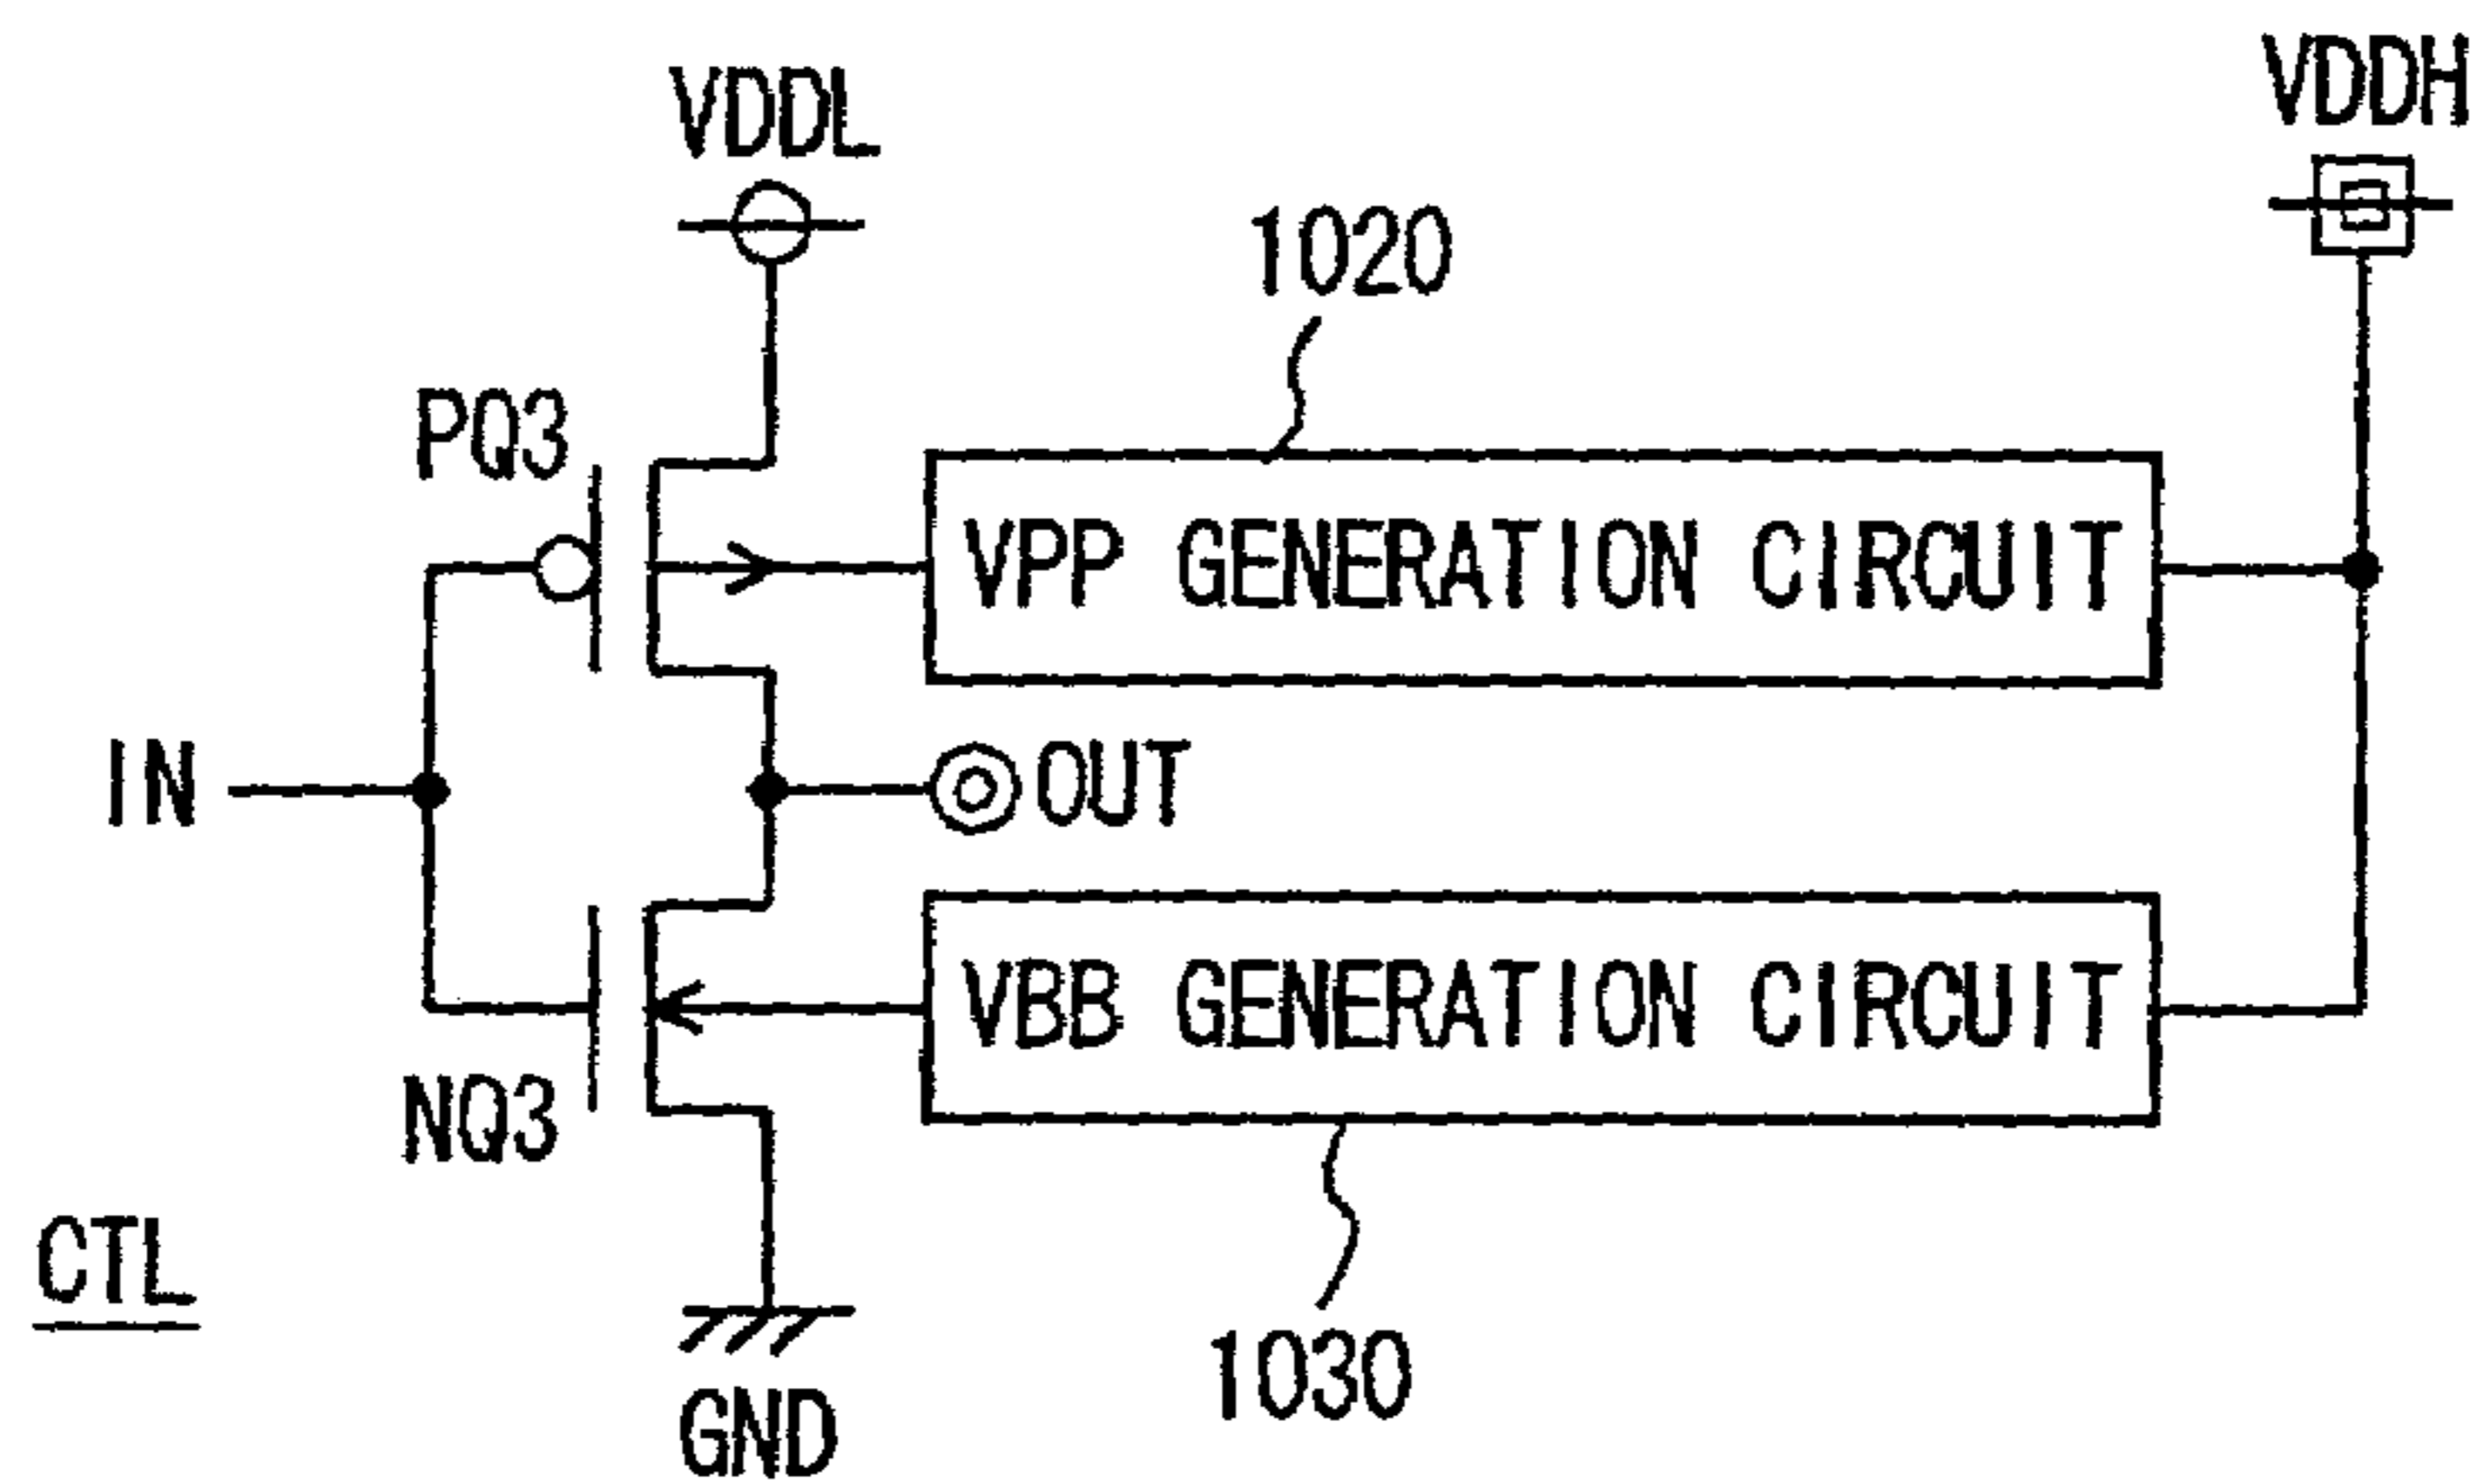 VDDL
VDDH
1020
PQ3
VPP GENERATION CIRCUIT
IN
OUT
VBB GENERATION CIRCUIT
NQ3
CTL
1030
GND